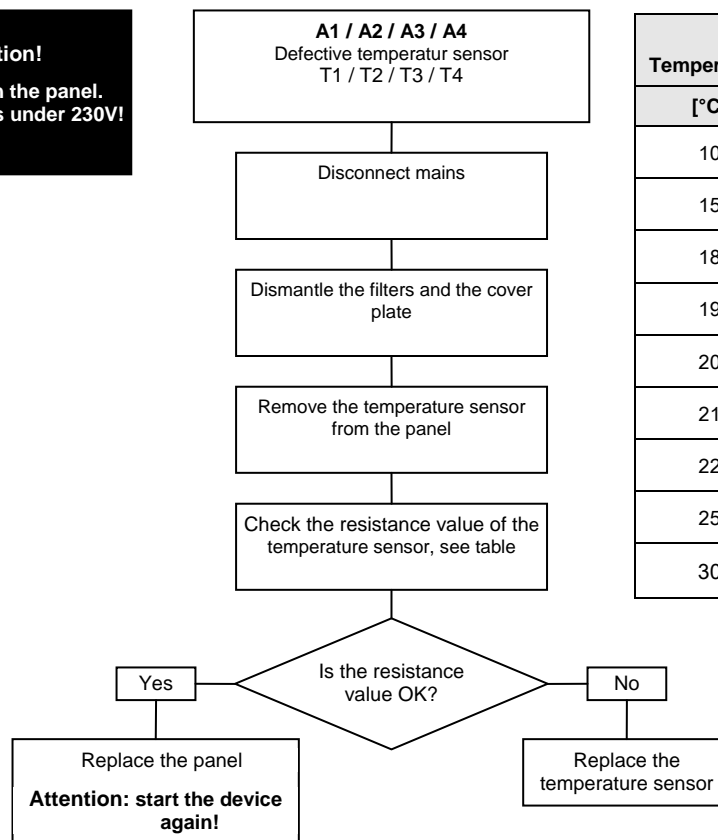 tion!
the panel.
under 230V!
A1 / A2 / A3 / A4
Defective temperatur sensor
T1 / T2 / T3 / T4
Disconnect mains
Dismantle the filters and the cover
plate
Remove the temperature sensor
from the panel
Check the resistance value of the
temperature sensor, see table
Is the resistance
value OK?
Yes
No
Replace the panel
Attention: start the device
again!
Replace the
temperature sensor
Temper
[°C
10
15
18
19
20
21
22
25
30